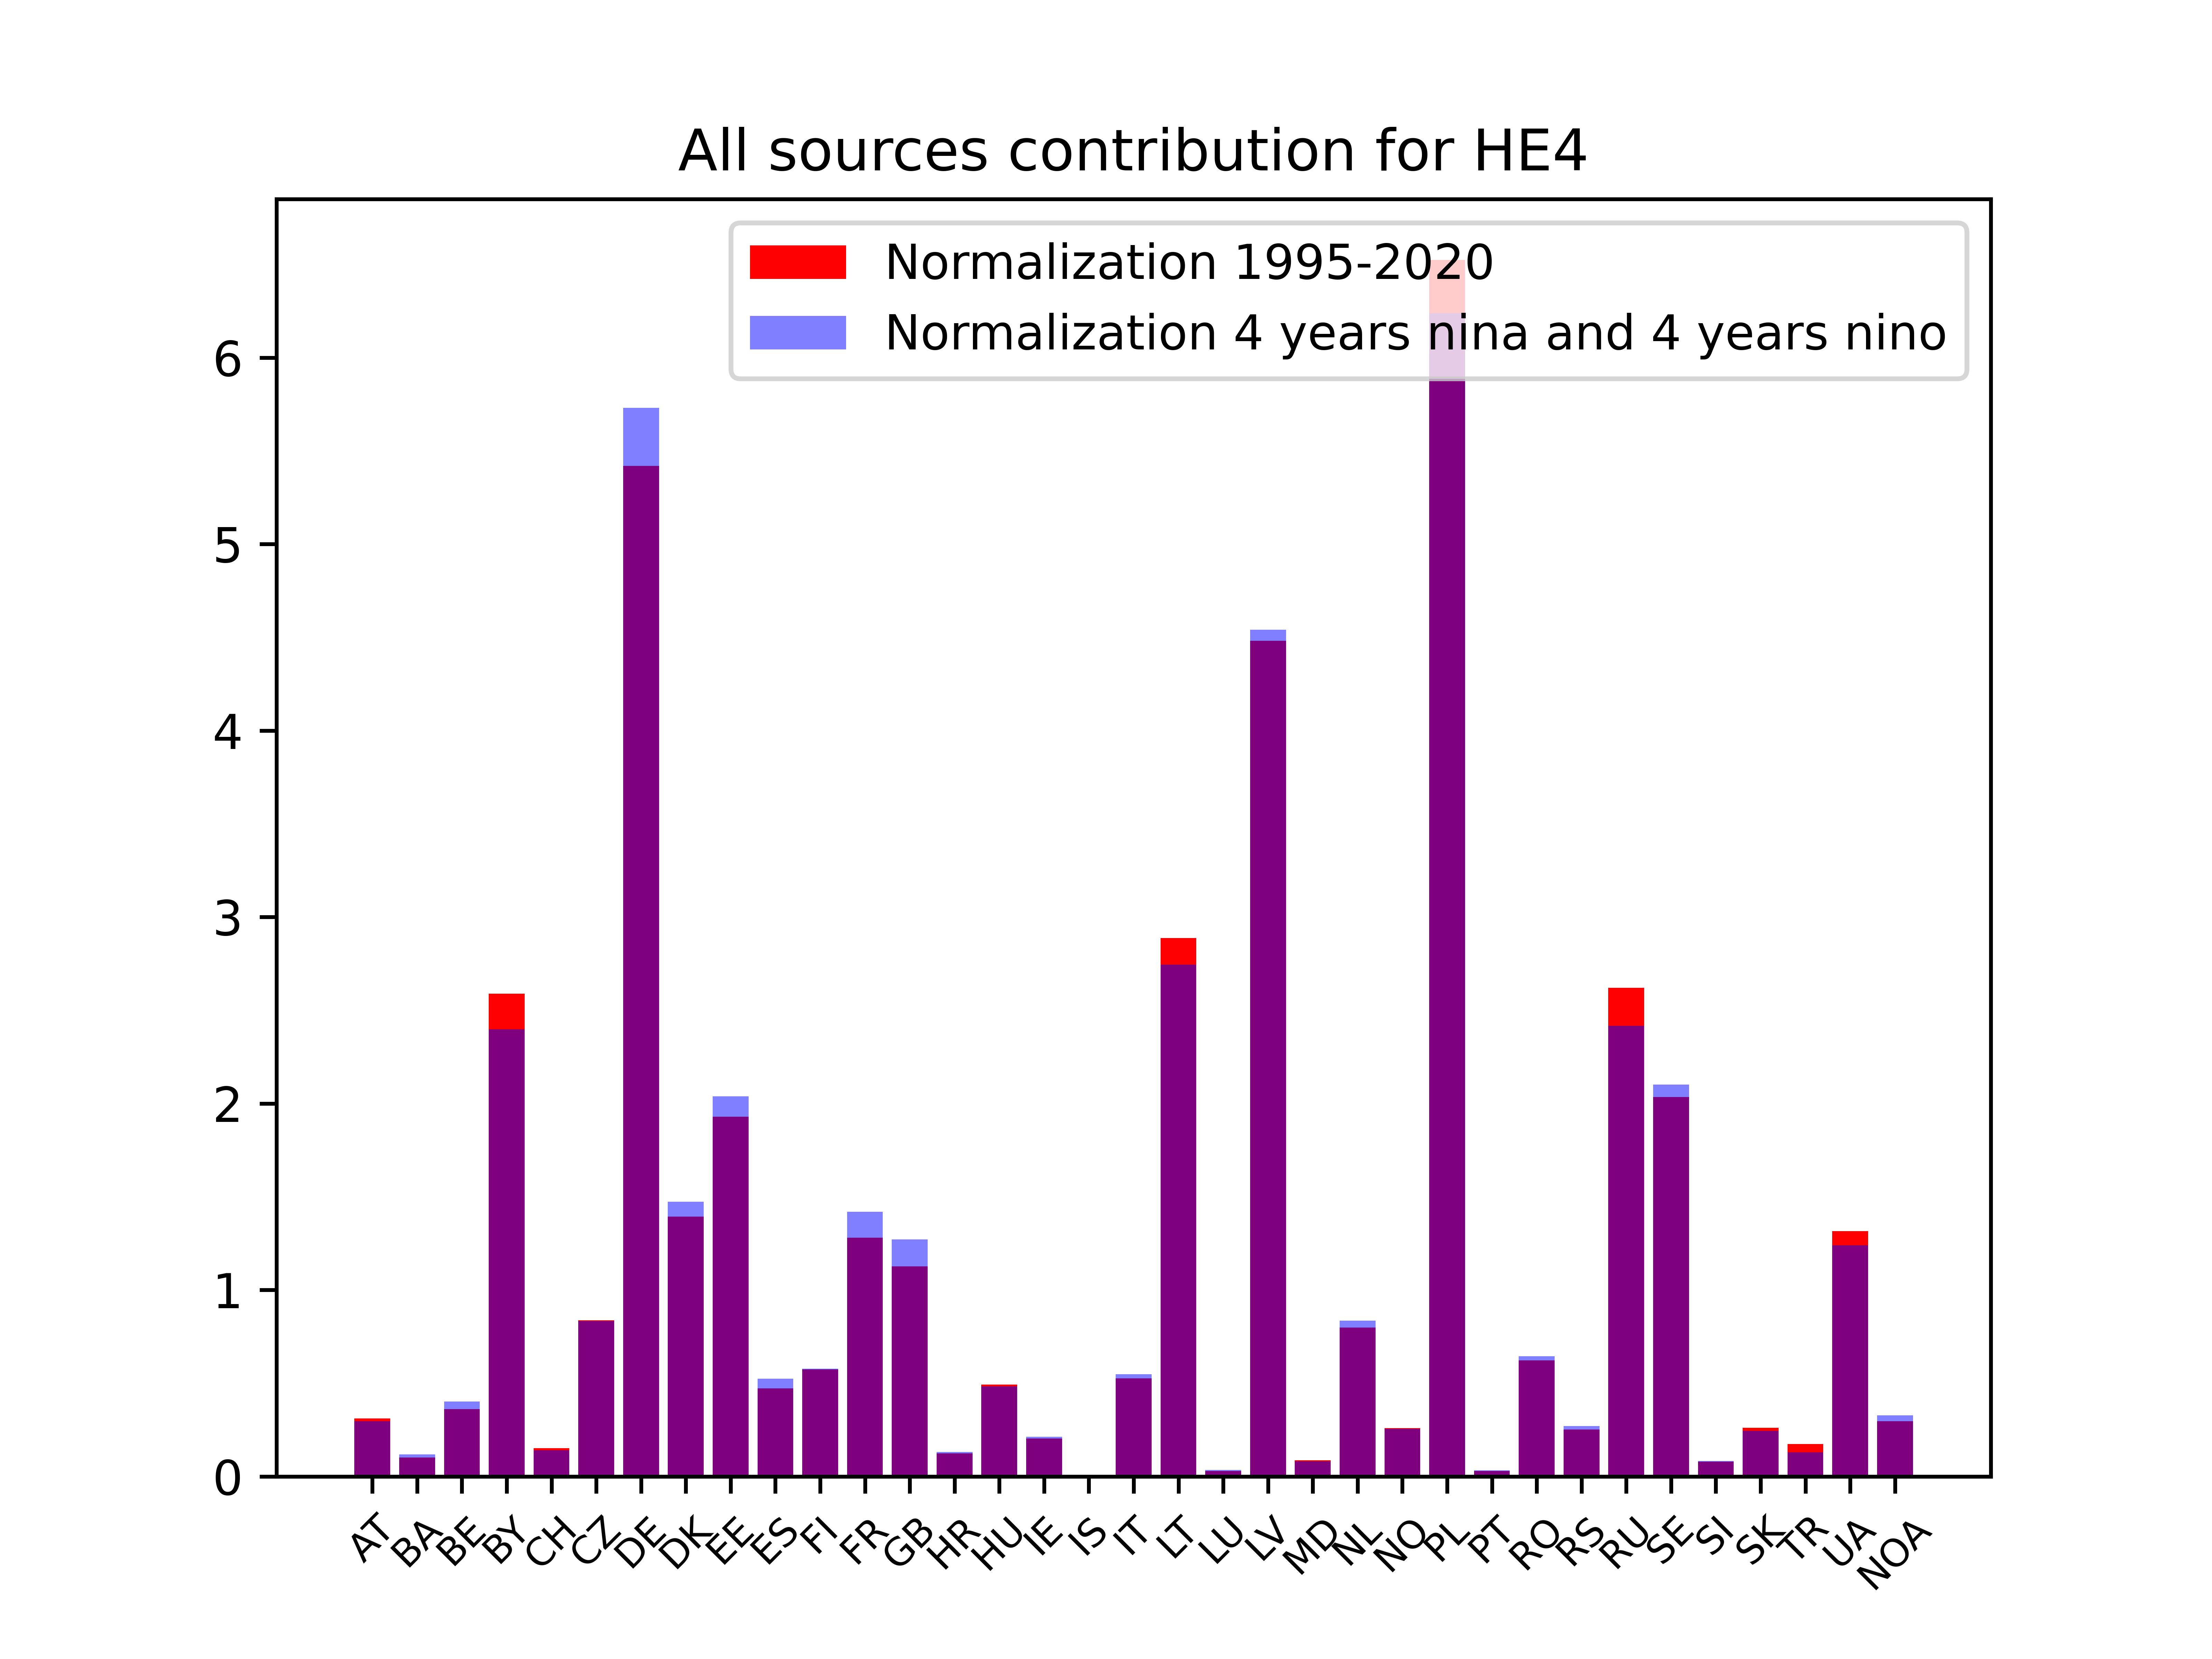 All sources contribution for HE4
Normalization 1995-2020
Normalization 4 years nina and 4 years nino
6
5
4
3
2
1
0
AT BA BE BY CH CZ DE DK EE ES FI FR GB HR HU IE IS IT LT LU LV MD NL NO PL PT RO RS RU SE SI SK TR UA NOA